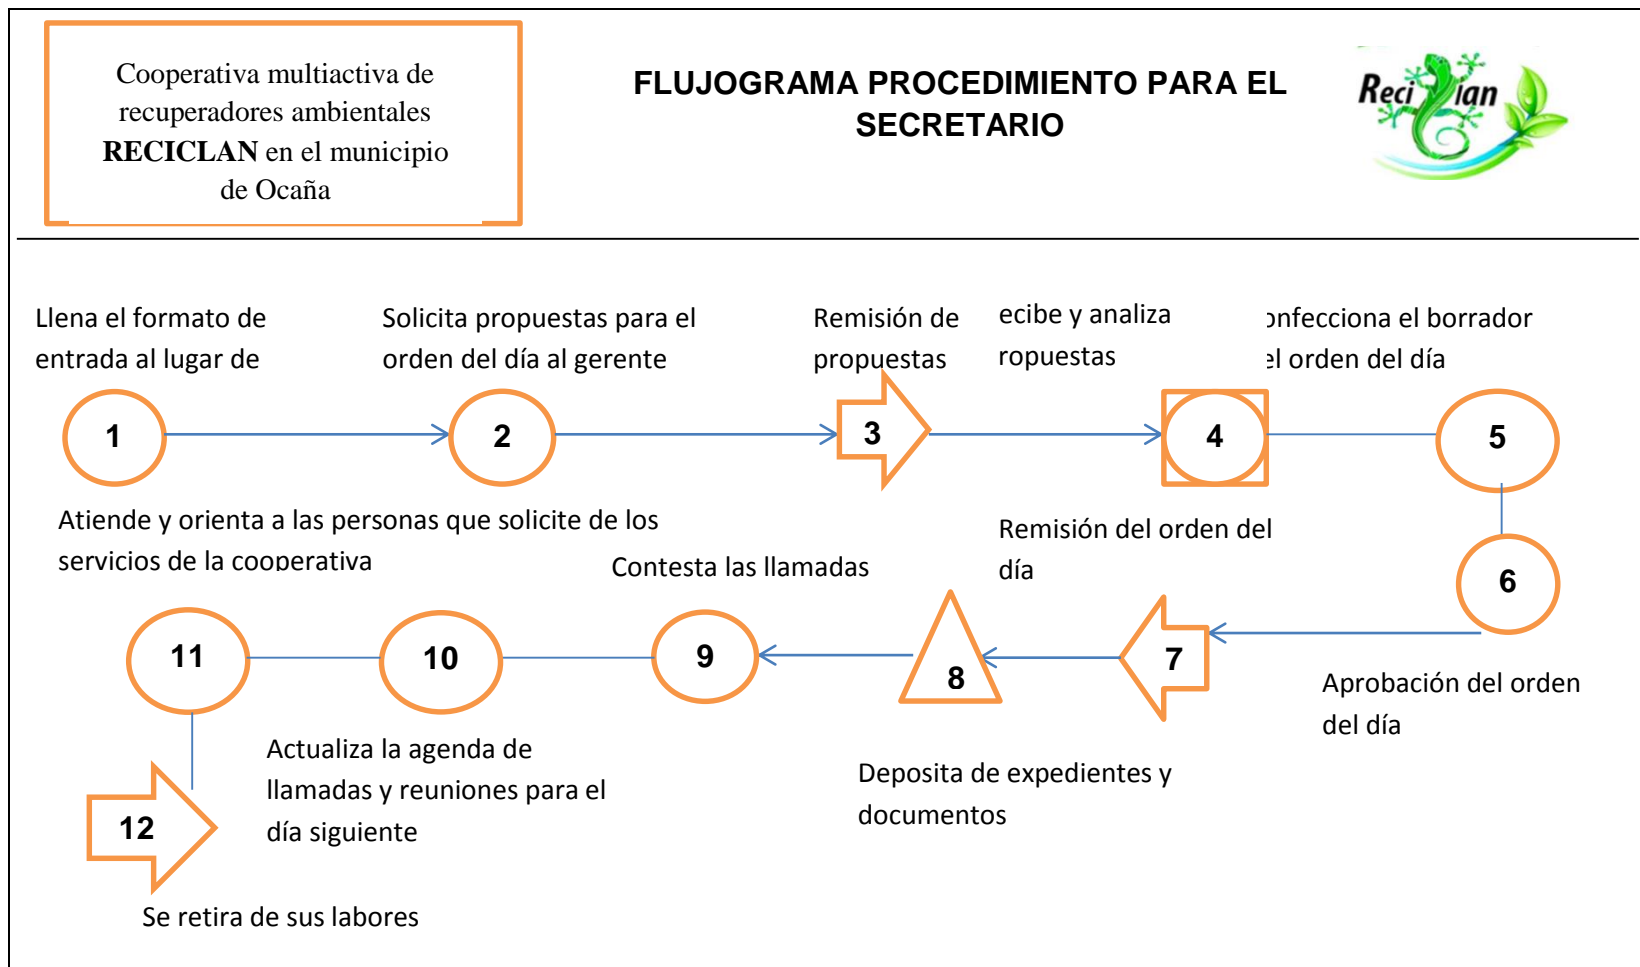 Cooperativa multiactiva de
recuperadores ambientales
RECICLAN en el municipio
de Ocaña
FLUJOGRAMA PROCEDIMIENTO PARA EL
SECRETARIO
Reci lan
Llena el formato de
entrada al lugar de
Solicita propuestas para el
orden del día al gerente
Remisión de
propuestas
ecibe y analiza
ropuestas
onfecciona el borrador
el orden del día
1
2
3
4
5
Atiende y orienta a las personas que solicite de los
servicios de la cooperativa
Contesta las llamadas
Remisión del orden del
día
6
11
10
9
8
7
Aprobación del orden
del día
Actualiza la agenda de
llamadas y reuniones para el
día siguiente
Deposita de expedientes y
documentos
12
Se retira de sus labores